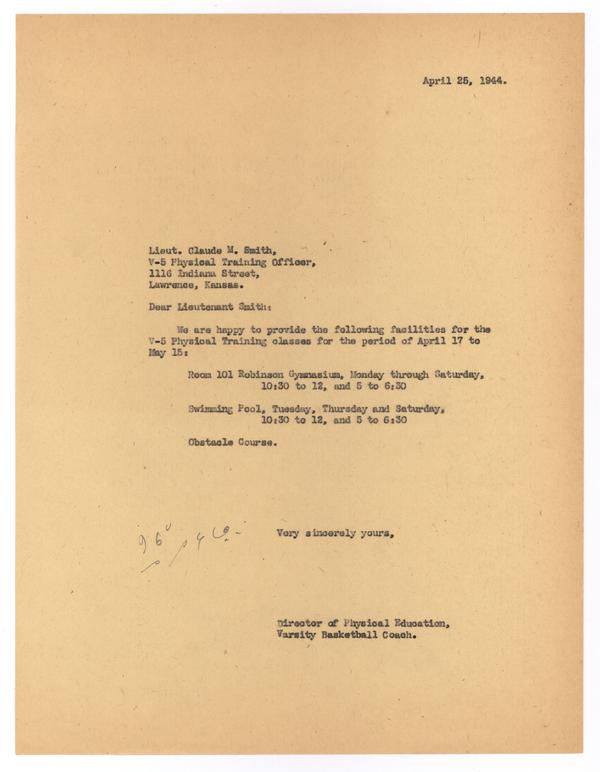 April 25, 1944.
Lieut. Claude M. Smith,
V-5 Physical Training Officer,
1116 Indiana Street,
Lawrence, Kansas.
Dear Lieutenant Smith:
We are happy to provide the following facilities for the
V-5 Physical Training classes for the period of April 17 to
May 15:
Room 101 Robinson Gymnasium, Monday through Saturday,
10:30 to 12, and 5 to 6:30
Swimming Pool, Tuesday, Thursday and Saturday,
10:30 to 12, and 5 to 6:30
Obstacle Course.
Very sincerely yours,
Director of Physical Education,
Varsity Basketball Coach.